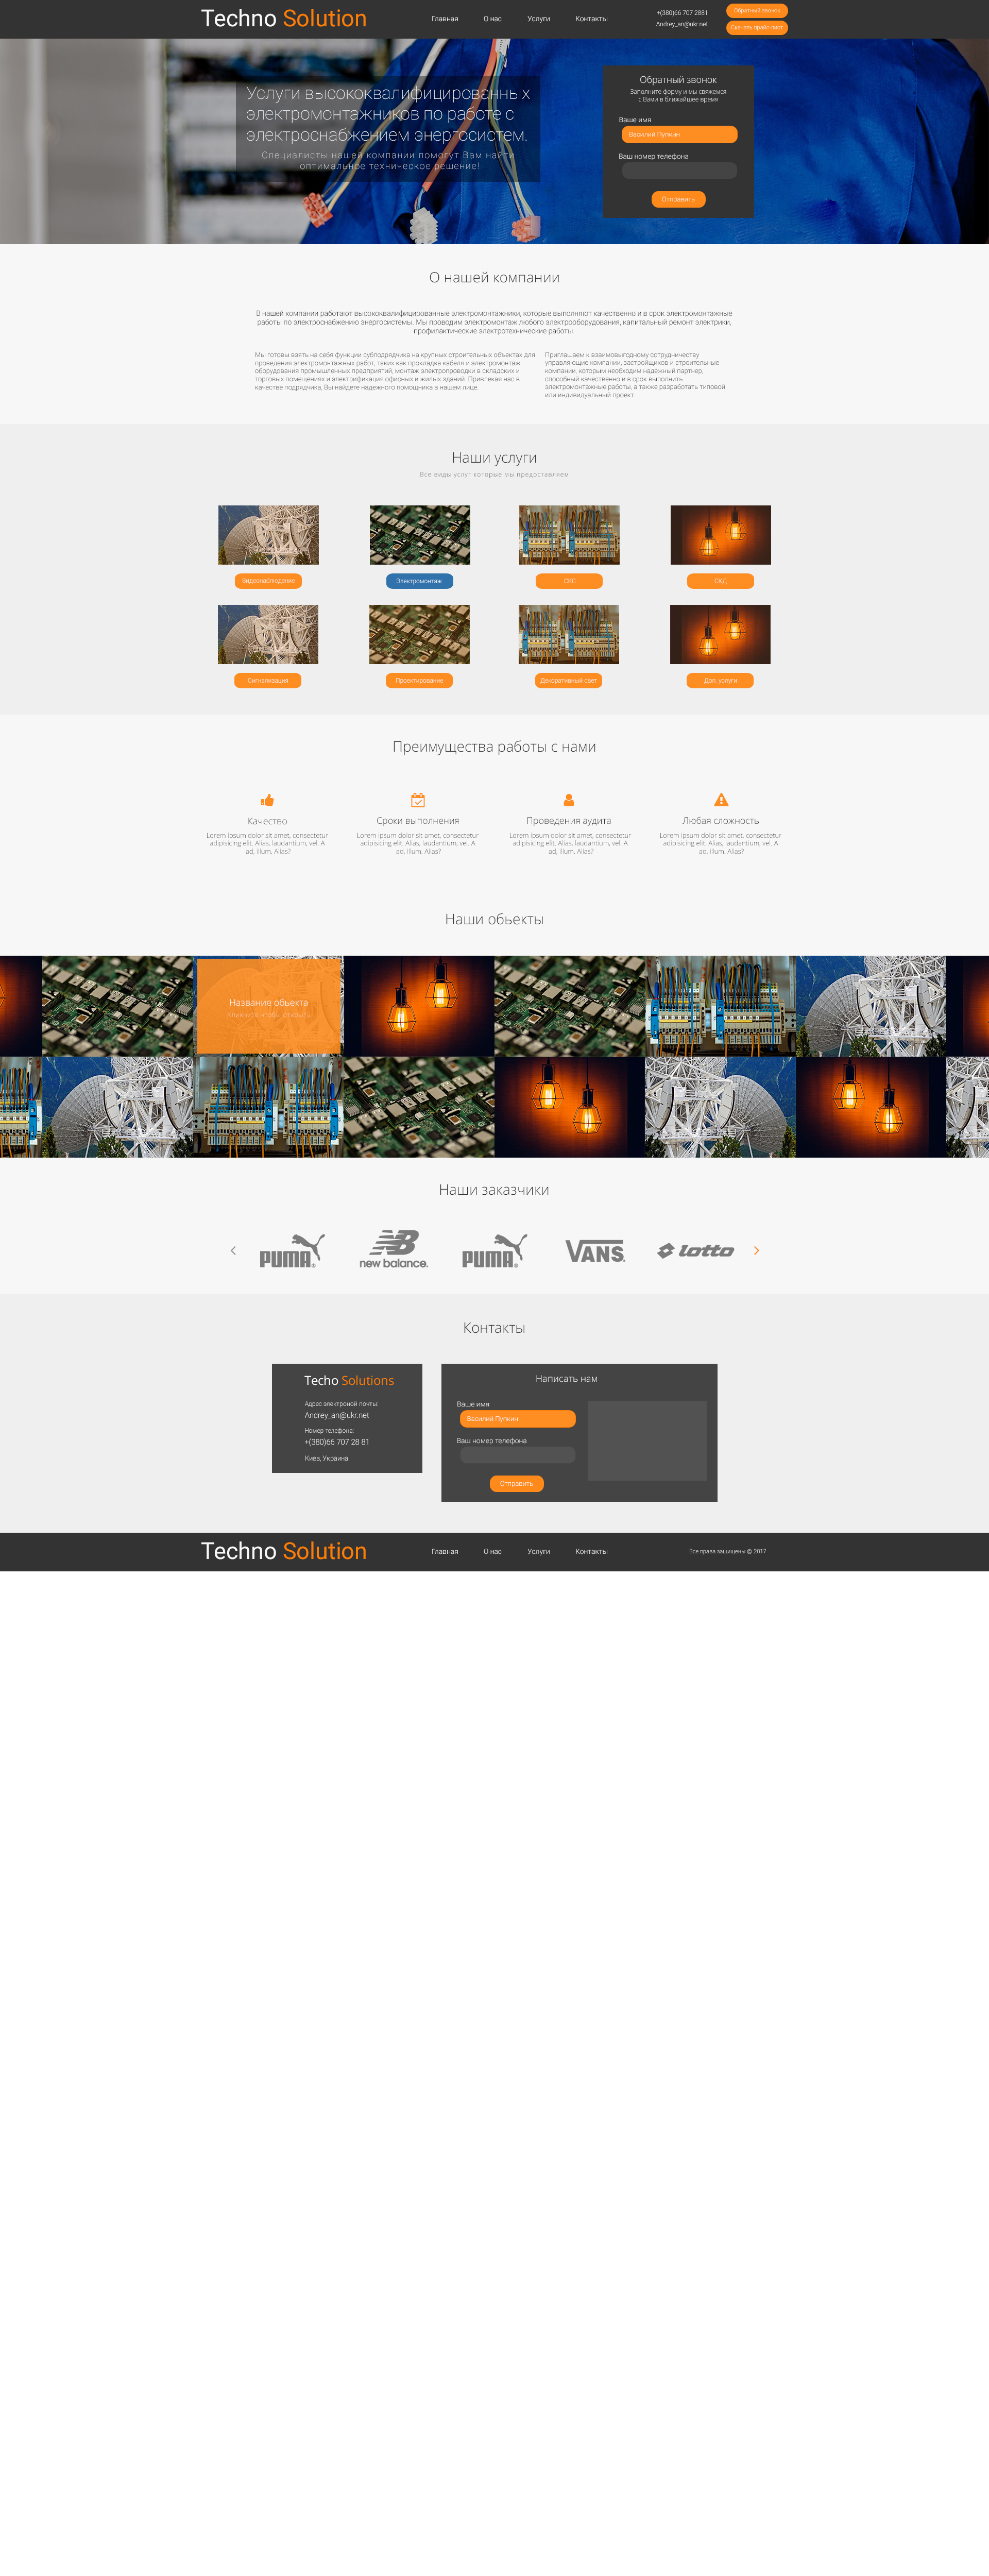 Techno Solution
Главная О нас Услуги Контакты
+(380)66 707 2881
Andrey_an@ukr.net
Обратный звонок
Скачать прайс-лист
Услуги высококвалифицированных
электромонтажников по работе с
электроснабжением энергосистем.
Специалисты нашей компании помогут Вам найти
оптимальное техническое решение!
Обратный звонок
Заполните форму и мы свяжемся
с Вами в ближайшее время
Ваше имя
Василий Пупкин
Ваш номер телефона
Отправить
О нашей компании
В нашей компании работают высококвалифицированные электромонтажники, которые выполняют качественно и в срок электромонтажные
работы по электроснабжению энергосистемы. Мы проводим электромонтаж любого электрооборудования, капитальный ремонт электрики,
профилактические электротехнические работы.
Мы готовы взять на себя функции субподрядчика на крупных строительных объектах для
проведения электромонтажных работ, таких как прокладка кабеля и электромонтаж
оборудования промышленных предприятий, монтаж электропроводки в складских и
торговых помещениях и электрификация офисных и жилых зданий. Привлекая нас в
качестве подрядчика, Вы найдете надежного помощника в нашем лице.
Приглашаем к взаимовыгодному сотрудничеству
управляющие компании, застройщиков и строительные
компании, которым необходим надежный партнер,
способный качественно и в срок выполнить
электромонтажные работы, а также разработать типовой
или индивидуальный проект.
Наши услуги
Все виды услуг которые мы предоставляем
Видеонаблюдение
Электромонтаж
СКС
СКД
Сигнализация
Проектирование
Декоративный свет
Доп. услуги
Преимущества работы с нами
Качество
Lorem ipsum dolor sit amet, consectetur
adipisicing elit. Alias, laudantium, vel. A
ad, illum. Alias?
Сроки выполнения
Lorem ipsum dolor sit amet, consectetur
adipisicing elit. Alias, laudantium, vel. A
ad, illum. Alias?
Проведения аудита
Lorem ipsum dolor sit amet, consectetur
adipisicing elit. Alias, laudantium, vel. A
ad, illum. Alias?
Любая сложность
Lorem ipsum dolor sit amet, consectetur
adipisicing elit. Alias, laudantium, vel. A
ad, illum. Alias?
Наши обьекты
Название обьекта
чтобы открыть
Наши заказчики
PUMA®
new balance.
PUMA®
VANS
lotto
Контакты
Techo Solutions
Адрес электроной почты:
Andrey_an@ukr.net
Номер телефона:
+(380)66 707 28 81
Киев, Украина
Написать нам
Ваше имя
Василий Пупкин
Ваш номер телефона
Отправить
Techno Solution
Главная О нас Услуги Контакты
Все права защищены © 2017